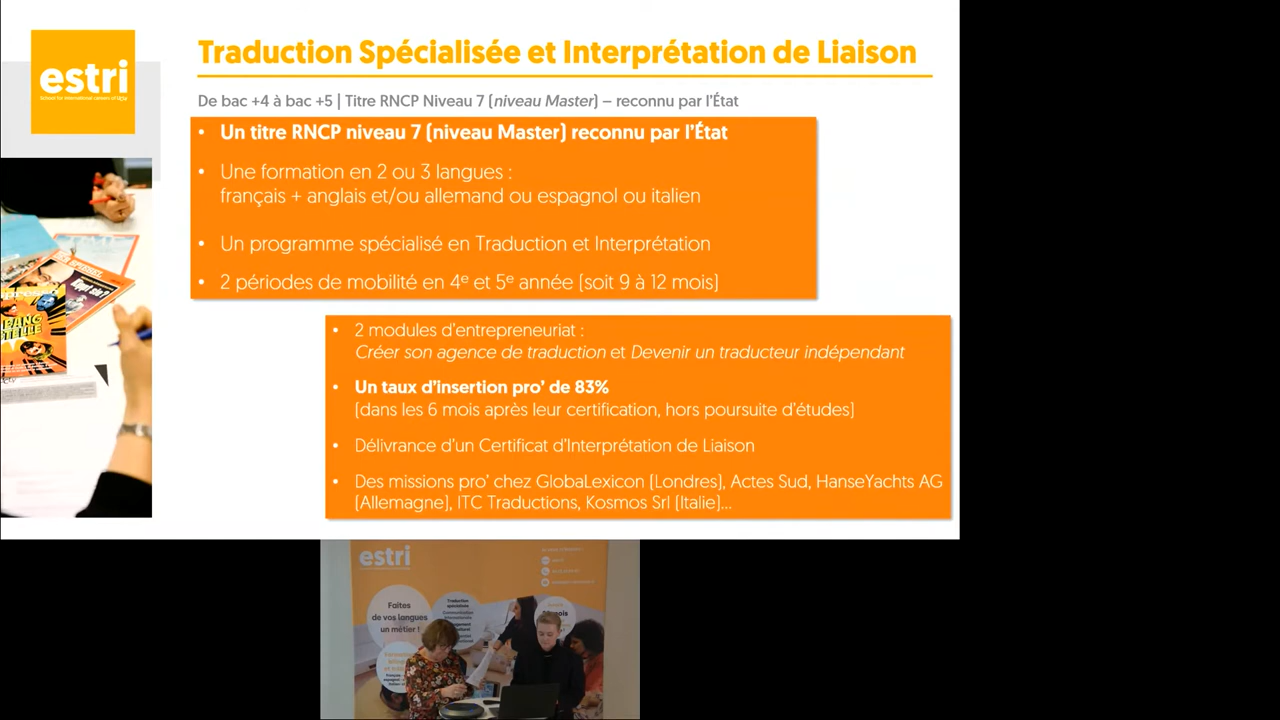 estri
School for international careers of UCLy
Traduction Spécialisée et Interprétation de Liaison
De bac +4 à bac +5 | Titre RNCP Niveau 7 (niveau Master) – reconnu par l'État
• Un titre RNCP niveau 7 (niveau Master) reconnu par l'État
• Une formation en 2 ou 3 langues :
français + anglais et/ou allemand ou espagnol ou italien
• Un programme spécialisé en Traduction et Interprétation
• 2 périodes de mobilité en 4e et 5e année (soit 9 à 12 mois)
• 2 modules d'entrepreneuriat :
Créer son agence de traduction et Devenir un traducteur indépendant
• Un taux d'insertion pro' de 83%
(dans les 6 mois après leur certification, hors poursuite d'études)
• Délivrance d'un Certificat d'Interprétation de Liaison
• Des missions pro' chez GlobaLexicon (Londres), Actes Sud, HanseYachts AG
(Allemagne), ITC Traductions, Kosmos Srl (Italie)...
estri
Faites
de vos langues
un métier !
Traduction
spécialisée